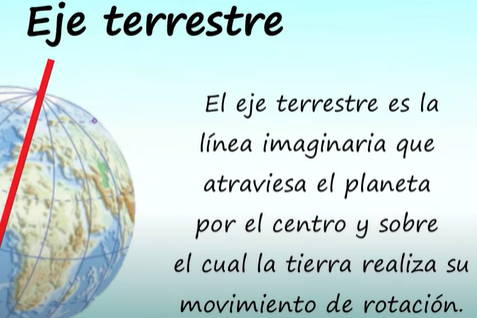 Eje terrestre
El eje terrestre es la
línea imaginaria que
atraviesa el planeta
por el centro y sobre
el cual la tierra realiza su
movimiento de rotación.